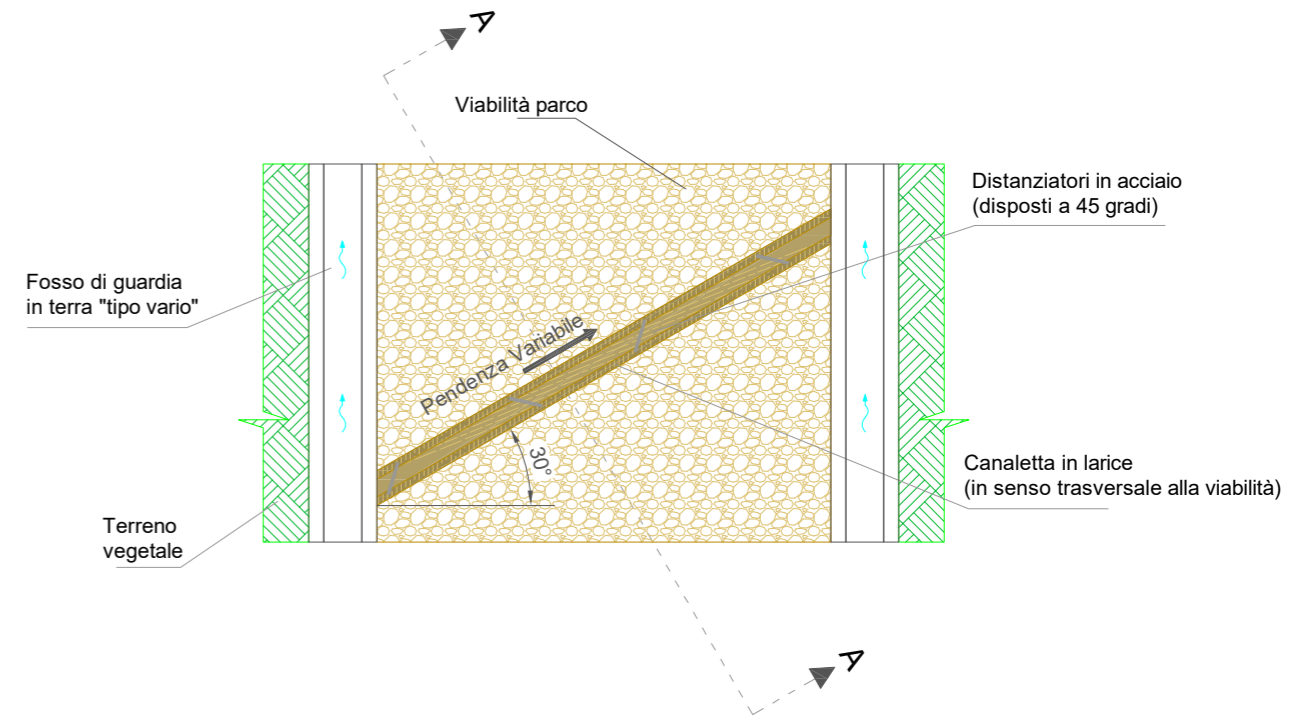 A
Viabilità parco
Distanziatori in acciaio
(disposti a 45 gradi)
Fosso di guardia
in terra "tipo vario"
Pendenza Variabile
30°
Canaletta in larice
(in senso trasversale alla viabilità)
Terreno
vegetale
A